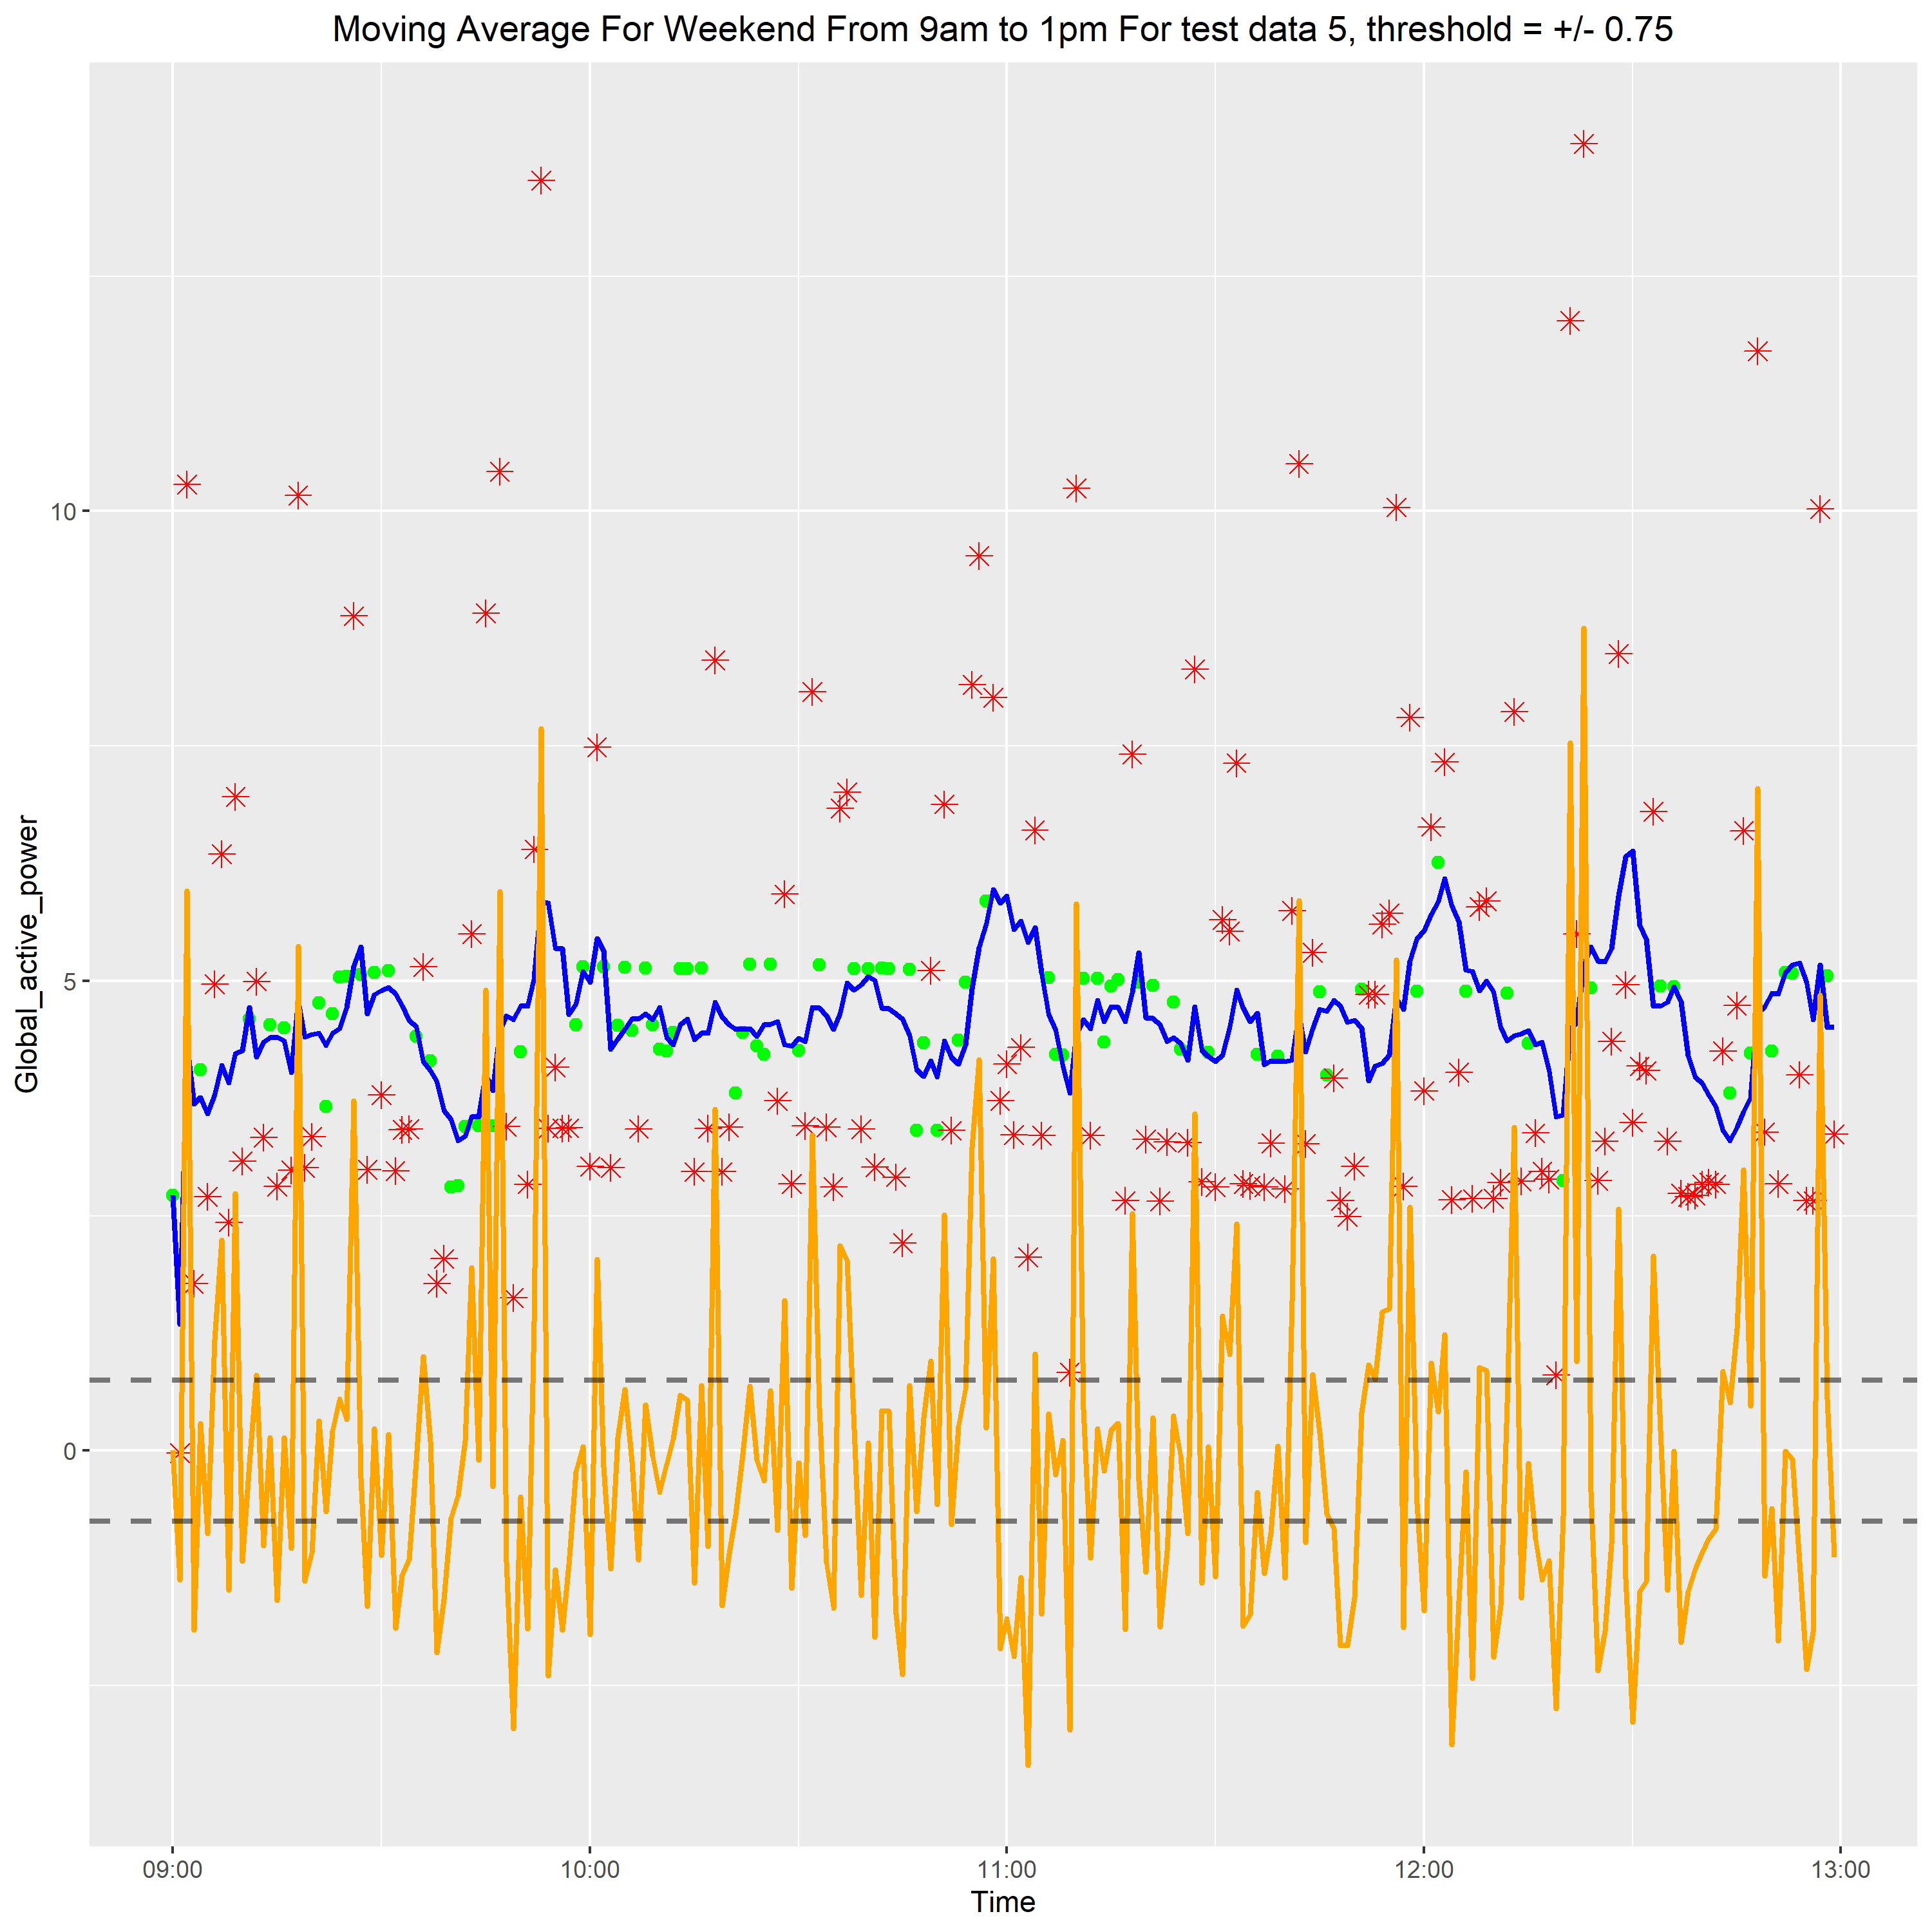 Moving Average For Weekend From 9am to 1pm For test data 5, threshold = +/- 0.75
Global_active_power
10
5
0
09:00 10:00 11:00 12:00 13:00
Time